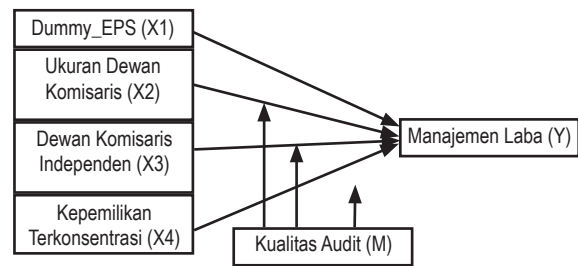 Dummy_EPS (X1)
Ukuran Dewan
Komisaris (X2)
Dewan Komisaris
Independen (X3)
Kepemilikan
Terkonsentrasi (X4)
Manajemen Laba (Y)
Kualitas Audit (M)